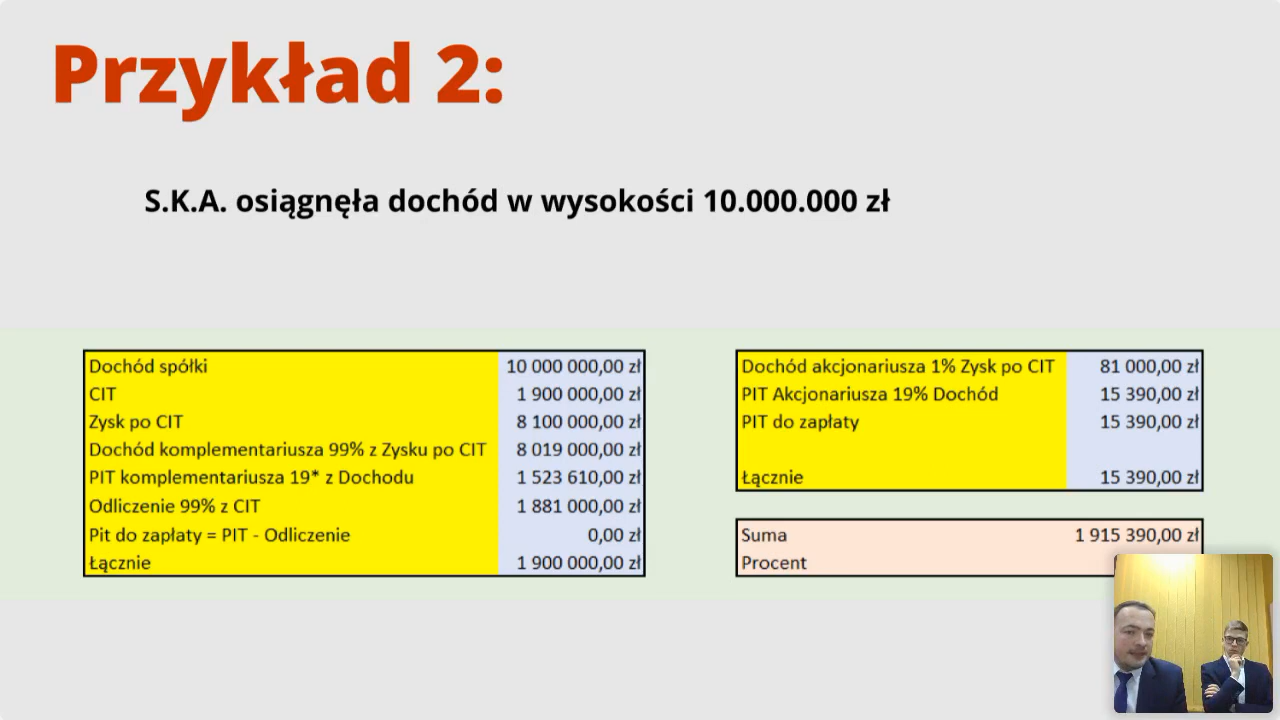 Przykład 2:
S.K.A. osiągnęła dochód w wysokości 10.000.000 zł
Dochód spółki 10 000 000,00 zł
CIT 1 900 000,00 zł
Zysk po CIT 8 100 000,00 zł
Dochód komplementariusza 99% z Zysku po CIT 8 019 000,00 zł
PIT komplementariusza 19* z Dochodu 1 523 610,00 zł
Odliczenie 99% z CIT 1 881 000,00 zł
Pit do zapłaty = PIT - Odliczenie 0,00 zł
Łącznie 1 900 000,00 zł
Dochód akcjonariusza 1% Zysk po CIT 81 000,00 zł
PIT Akcjonariusza 19% Dochód 15 390,00 zł
PIT do zapłaty 15 390,00 zł
Łącznie 15 390,00 zł
Suma 1 915 390,00 zł
Procent